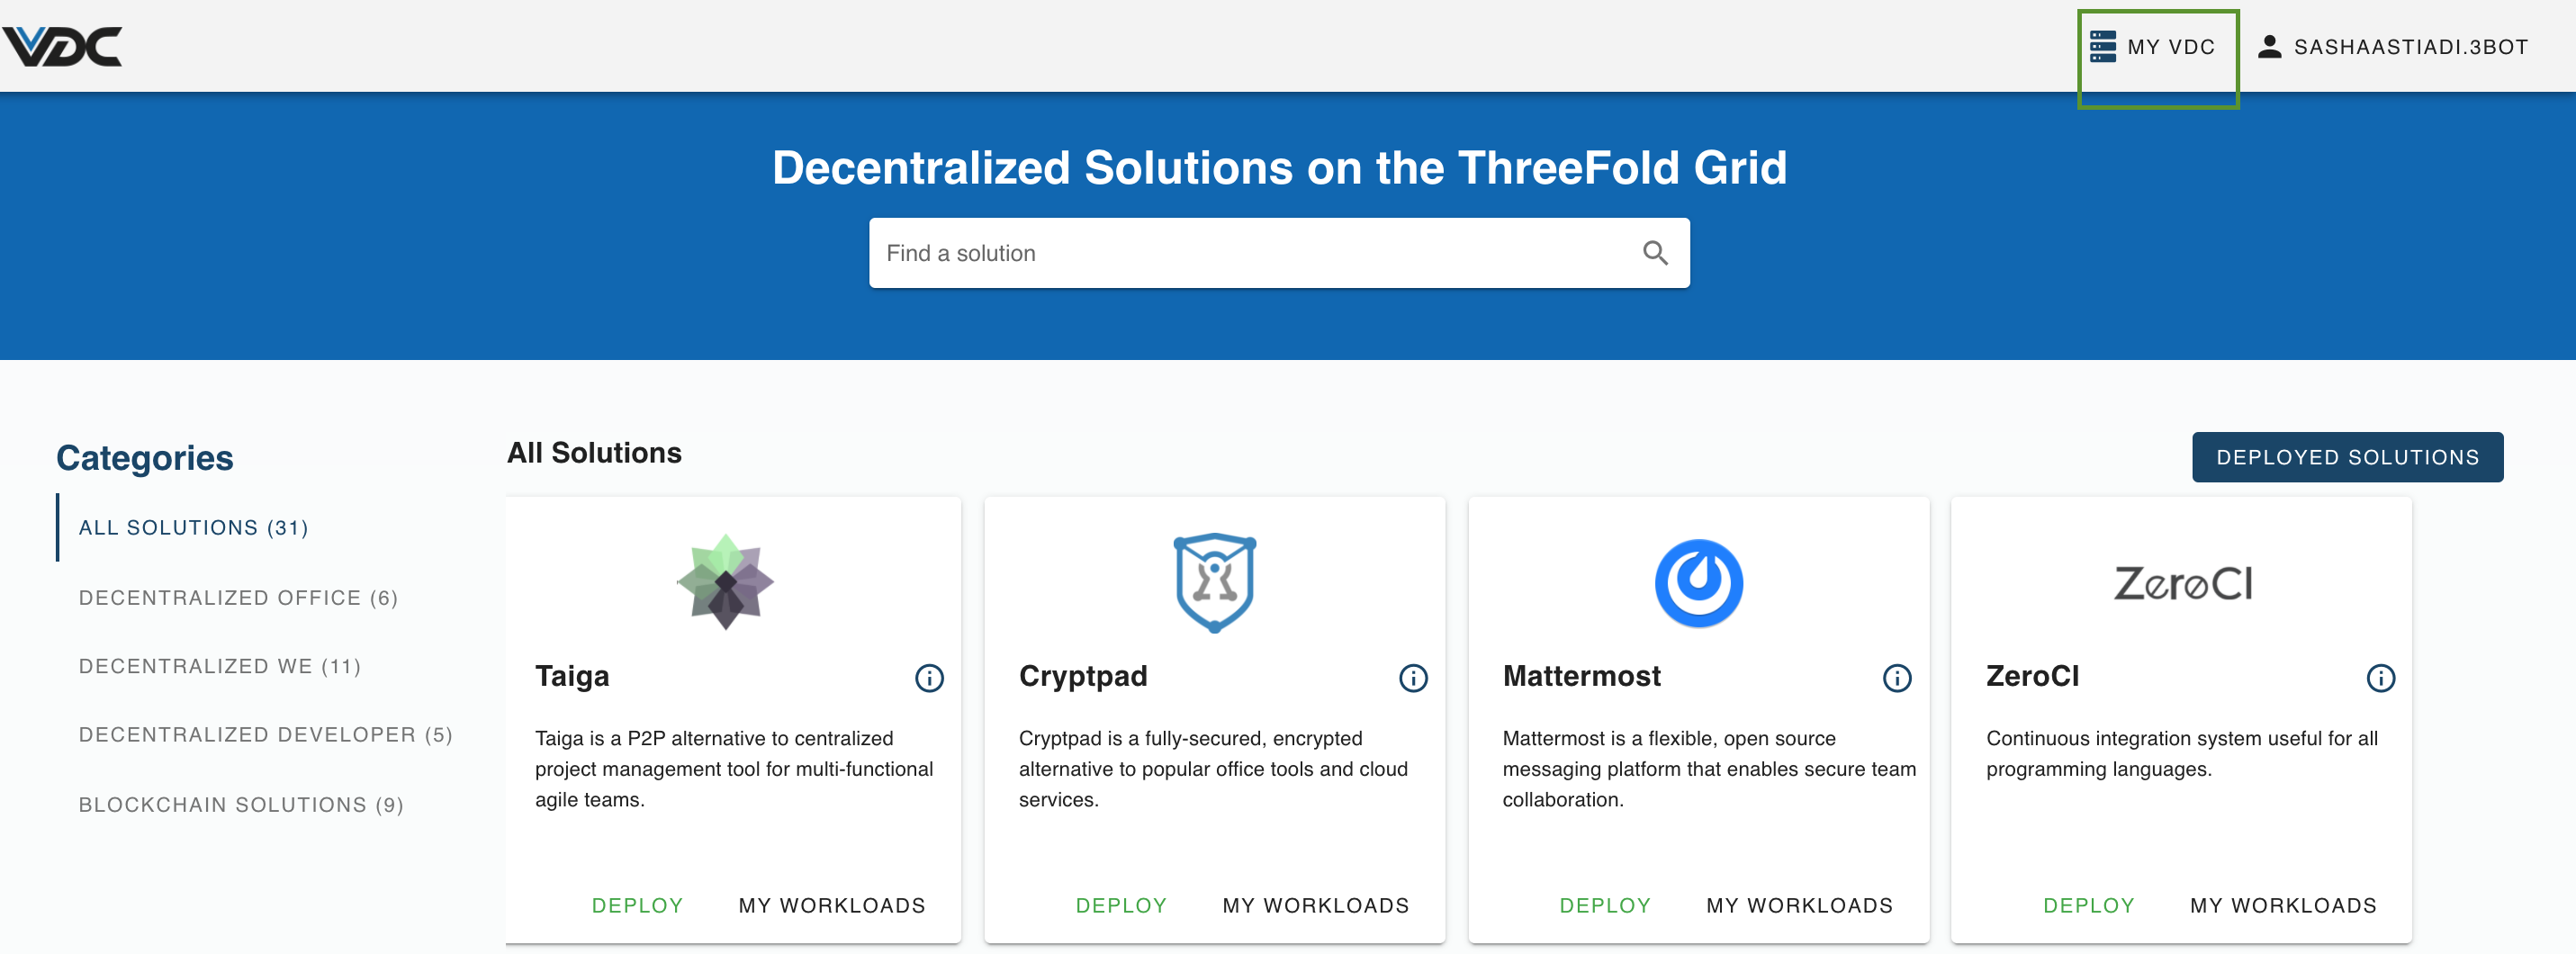 VDC
MY VDC
SASHAASTIADI.3BOT
Decentralized Solutions on the ThreeFold Grid
Find a solution
Categories
ALL SOLUTIONS (31)
DECENTRALIZED OFFICE (6)
DECENTRALIZED WE (11)
DECENTRALIZED DEVELOPER (5)
BLOCKCHAIN SOLUTIONS (9)
All Solutions
DEPLOYED SOLUTIONS
Taiga
Taiga is a P2P alternative to centralized
project management tool for multi-functional
agile teams.
DEPLOY
MY WORKLOADS
Cryptpad
Cryptpad is a fully-secured, encrypted
alternative to popular office tools and cloud
services.
DEPLOY
MY WORKLOADS
Mattermost
Mattermost is a flexible, open source
messaging platform that enables secure team
collaboration.
DEPLOY
MY WORKLOADS
ZeroCI
ZeroCI
Continuous integration system useful for all
programming languages.
DEPLOY
MY WORKLOADS